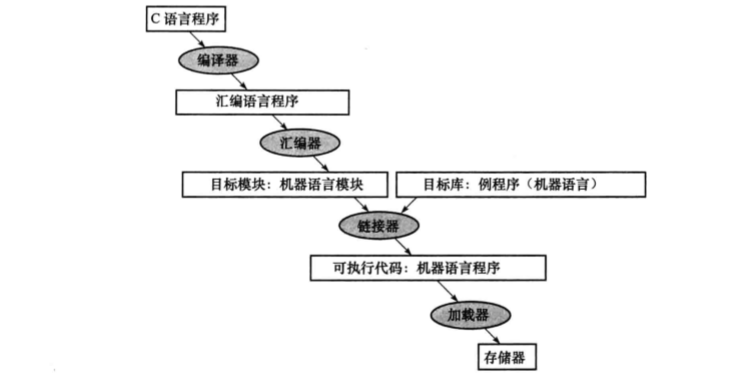 C 语言程序
编译器
汇编语言程序
汇编器
目标模块：机器语言模块
目标库：例程序（机器语言）
链接器
可执行代码：机器语言程序
加载器
存储器